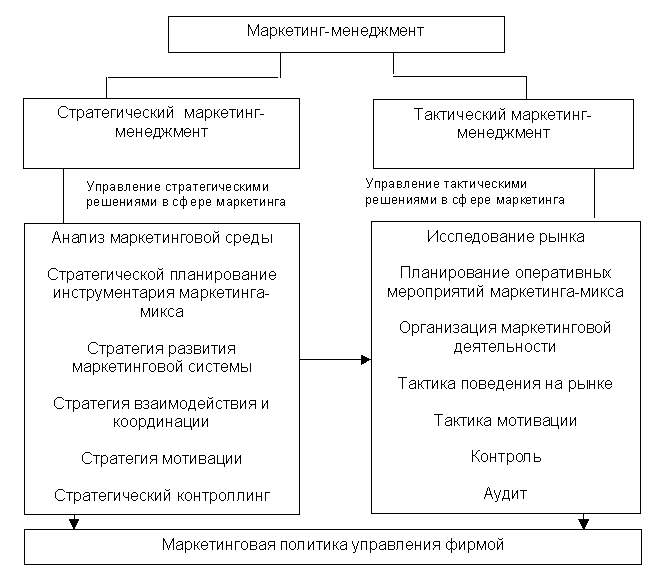 Маркетинг-менеджмент
Стратегический маркетинг-
менеджмент
Тактический маркетинг-
менеджмент
Управление стратегическими
решениями в сфере маркетинга
Управление тактическими
решениями в сфере маркетинга
Анализ маркетинговой среды
Стратегической планирование
инструментария маркетинга-
микса
Стратегия развития
маркетинговой системы
Стратегия взаимодействия и
координации
Стратегия мотивации
Стратегический контроллинг
Исследование рынка
Планирование оперативных
мероприятий маркетинга-микса
Организация маркетинговой
деятельности
Тактика поведения на рынке
Тактика мотивации
Контроль
Аудит
Маркетинговая политика управления фирмой